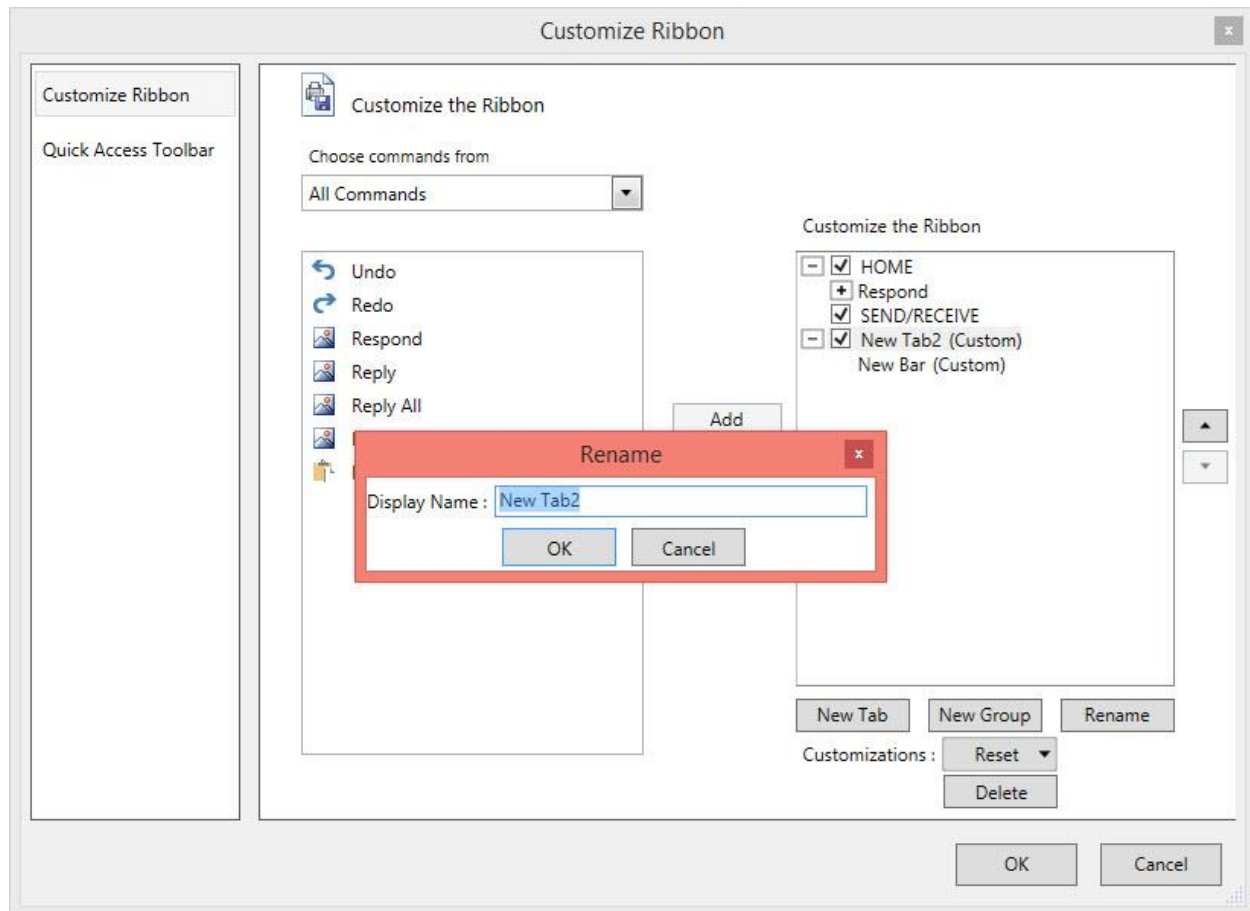 Customize Ribbon
Customize Ribbon
Quick Access Toolbar
Customize the Ribbon
Choose commands from
All Commands
Customize the Ribbon
Undo
Redo
Respond
Reply
Reply All
HOME
Respond
SEND/RECEIVE
New Tab2 (Custom)
New Bar (Custom)
Add
Rename
Display Name : New Tab2
OK Cancel
New Tab New Group Rename
Customizations : Reset
Delete
OK Cancel